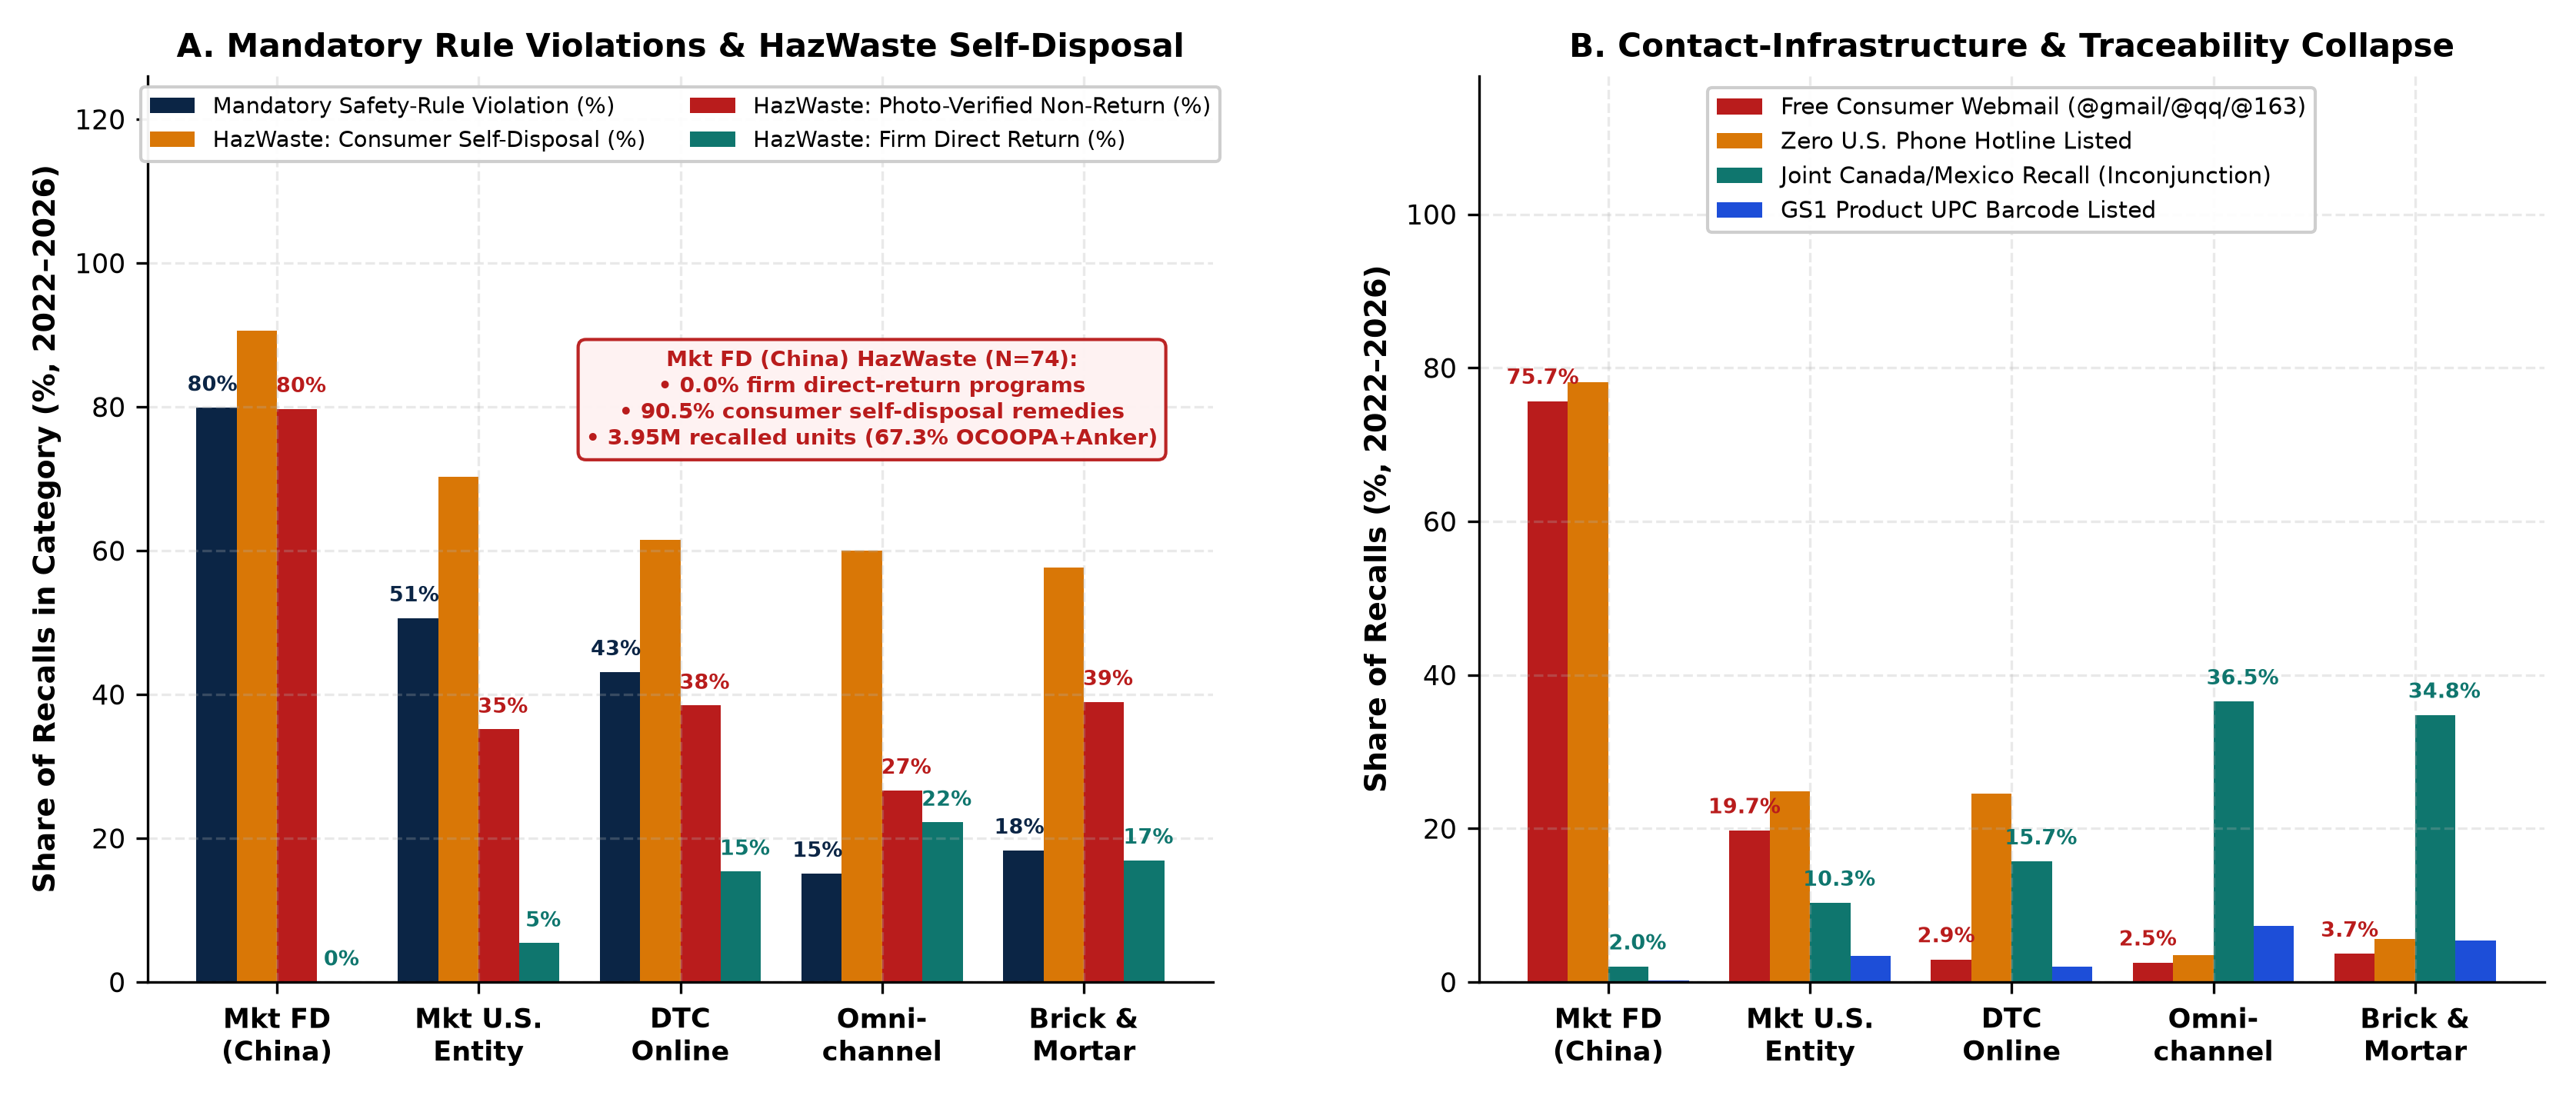 A. Mandatory Rule Violations & HazWaste Self-Disposal
Mandatory Safety-Rule Violation (%)
HazWaste: Consumer Self-Disposal (%)
HazWaste: Photo-Verified Non-Return (%)
HazWaste: Firm Direct Return (%)
Share of Recalls in Category (%, 2022–2026)
120
100
80
60
40
20
0
Mkt FD (China) HazWaste (N=74):
• 0.0% firm direct-return programs
• 90.5% consumer self-disposal remedies
• 3.95M recalled units (67.3% OCOOPA+Anker)
80%
80%
0%
51%
35%
5%
43%
38%
15%
15%
27%
22%
18%
39%
17%
Mkt FD
(China)
Mkt U.S.
Entity
DTC
Online
Omni-
channel
Brick &
Mortar
B. Contact-Infrastructure & Traceability Collapse
Free Consumer Webmail (@gmail/@qq/@163)
Zero U.S. Phone Hotline Listed
Joint Canada/Mexico Recall (Inconjunction)
GS1 Product UPC Barcode Listed
Share of Recalls (%, 2022–2026)
100
80
60
40
20
0
75.7%
2.0%
19.7%
10.3%
2.9%
15.7%
2.5%
36.5%
3.7%
34.8%
Mkt FD
(China)
Mkt U.S.
Entity
DTC
Online
Omni-
channel
Brick &
Mortar